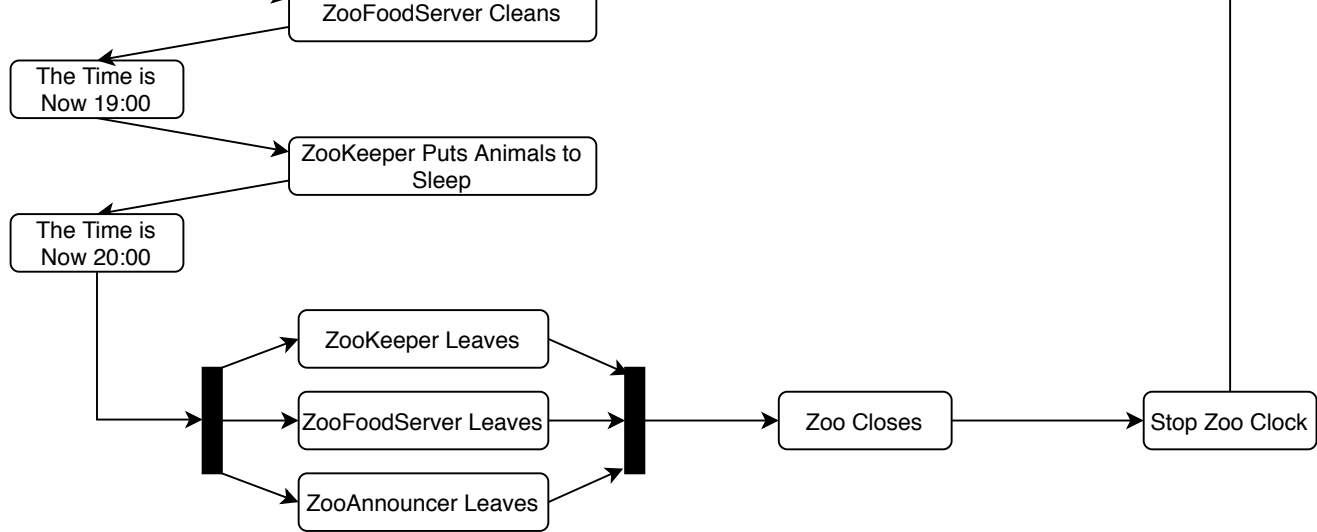 ZooFoodServer Cleans
The Time is
Now 19:00
ZooKeeper Puts Animals to
Sleep
The Time is
Now 20:00
ZooKeeper Leaves
ZooFoodServer Leaves
ZooAnnouncer Leaves
Zoo Closes
Stop Zoo Clock